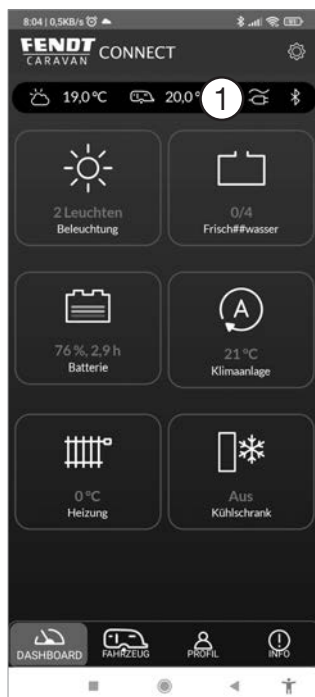 8:04 | 0,5KB/s
FENDT CONNECT
CARAVAN
19,0°C 20,0° 1
2 Leuchten
Beleuchtung
0/4
Frisch##wasser
76 %, 2,9 h
Batterie
A
21 °C
Klimaanlage
0 °C
Heizung
Aus
Kühlschrank
DASHBOARD
FAHRZEUG
PROFIL
INFO